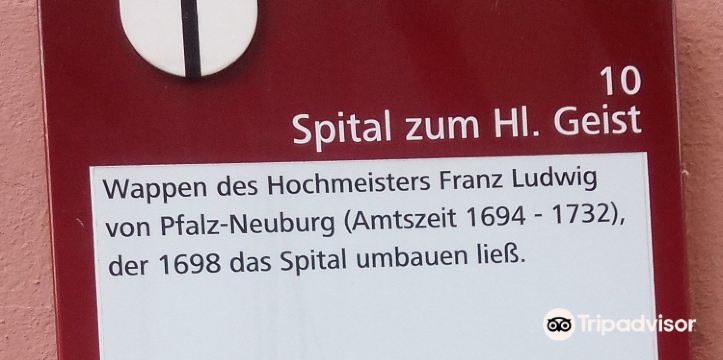 10
Spital zum Hl. Geist
Wappen des Hochmeisters Franz Ludwig
von Pfalz-Neuburg (Amtszeit 1694 - 1732),
der 1698 das Spital umbauen ließ.
Tripadvisor